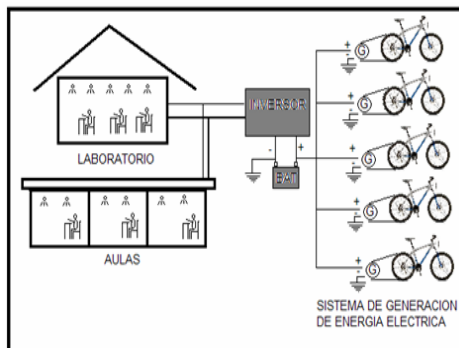 LABORATORIO
AULAS
INVERSOR
- +
BAT
+
-
G
+
-
G
+
-
G
+
-
G
+
-
G
SISTEMA DE GENERACION
DE ENERGIA ELECTRICA